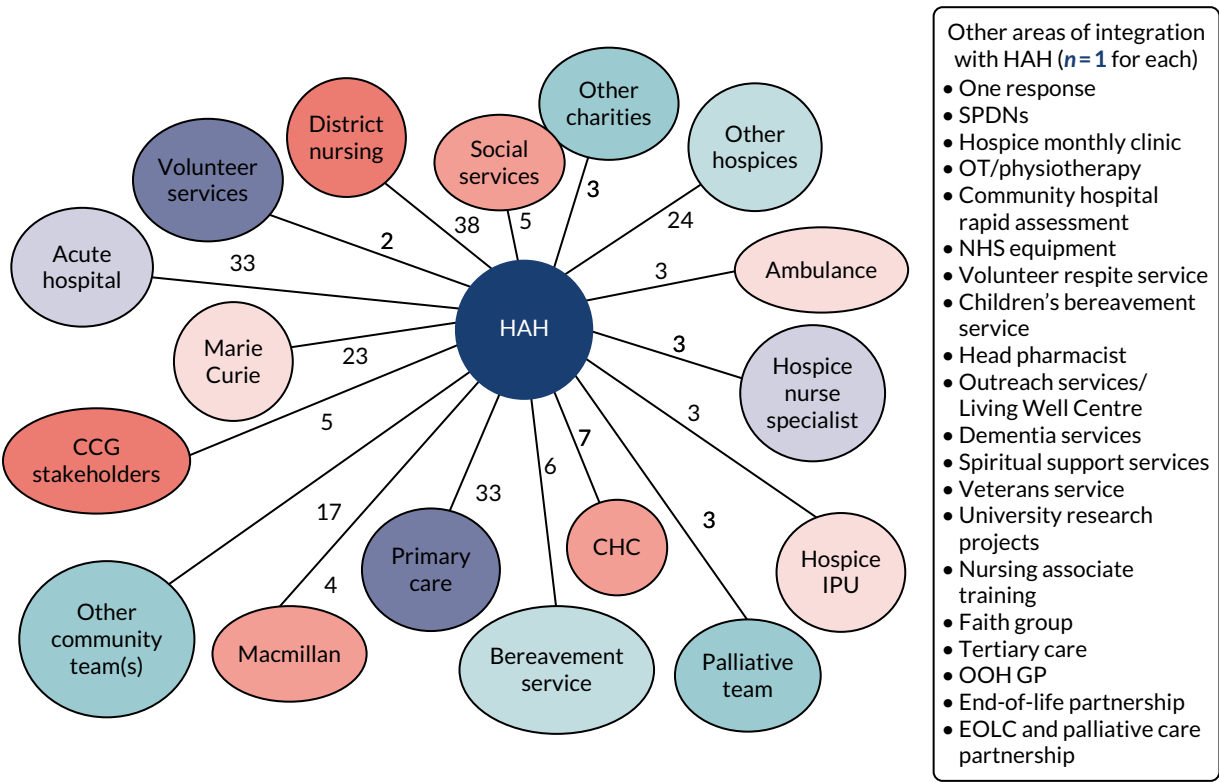 Other
charities
District
nursing
Social
services
Other
hospices
Volunteer
services
3
38
5
24
2
Acute
hospital
33
3
Ambulance
HAH
Marie
Curie
23
3
Hospice
nurse
specialist
5
3
CCG
stakeholders
7
6
17
33
3
4
Primary
care
CHC
Hospice
IPU
Other
community
team(s)
Macmillan
Bereavement
service
Palliative
team
Other areas of integration
with HAH (n = 1 for each)
• One response
• SPDNs
• Hospice monthly clinic
• OT/physiotherapy
• Community hospital
rapid assessment
• NHS equipment
• Volunteer respite service
• Children’s bereavement
service
• Head pharmacist
• Outreach services/
Living Well Centre
• Dementia services
• Spiritual support services
• Veterans service
• University research
projects
• Nursing associate
training
• Faith group
• Tertiary care
• OOH GP
• End-of-life partnership
• EOLC and palliative care
partnership